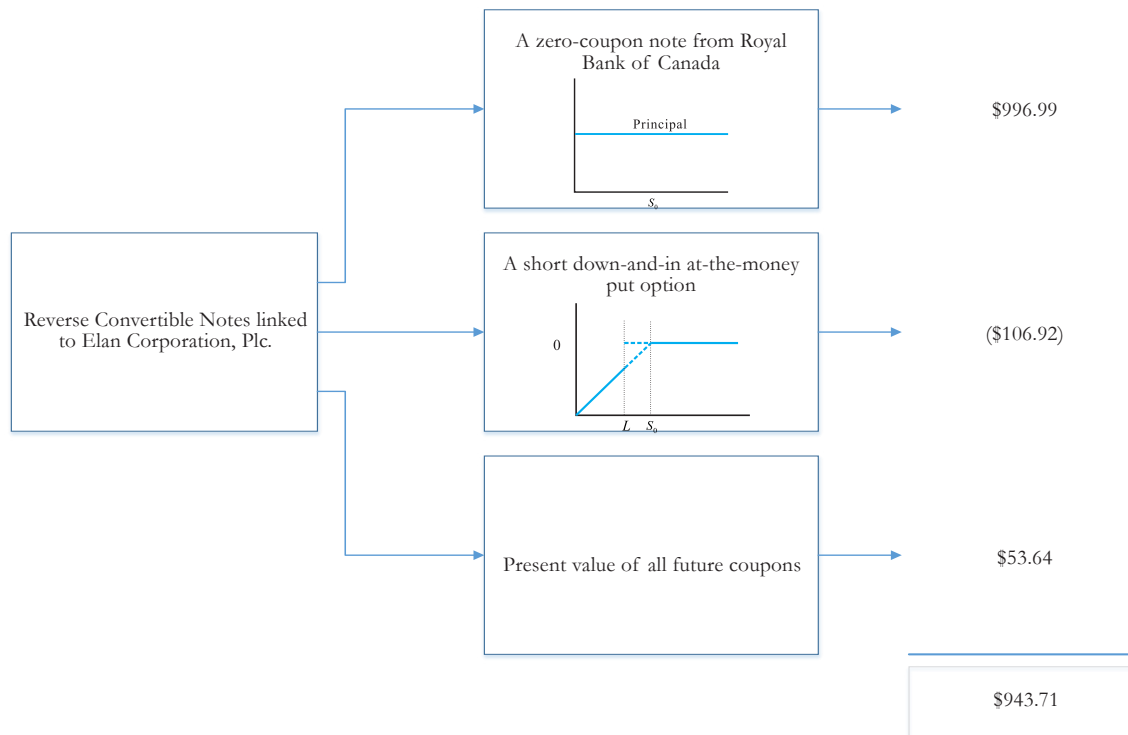 A zero-coupon note from Royal
Bank of Canada
Principal
S₀
$996.99
Reverse Convertible Notes linked
to Elan Corporation, Plc.
A short down-and-in at-the-money
put option
0
L S₀
($106.92)
Present value of all future coupons
$53.64
$943.71